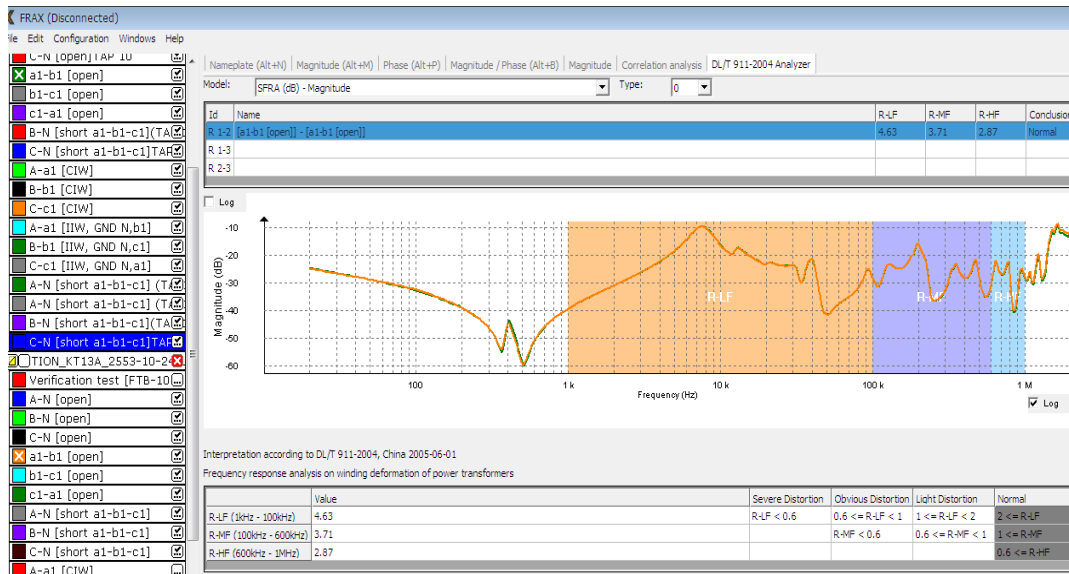 FRAX (Disconnected)
File Edit Configuration Windows Help
C-N [open]TAP 10
a1-b1 [open]
b1-c1 [open]
c1-a1 [open]
B-N [short a1-b1-c1](TA
C-N [short a1-b1-c1]TAP
A-a1 [CIW]
B-b1 [CIW]
C-c1 [CIW]
A-a1 [IIW, GND N,b1]
B-b1 [IIW, GND N,c1]
C-c1 [IIW, GND N,a1]
A-N [short a1-b1-c1] (TA
A-N [short a1-b1-c1] (TA
B-N [short a1-b1-c1](TA
C-N [short a1-b1-c1]TAP
TION_KT13A_2553-10-24
Verification test [FTB-10
A-N [open]
B-N [open]
C-N [open]
a1-b1 [open]
b1-c1 [open]
c1-a1 [open]
A-N [short a1-b1-c1]
B-N [short a1-b1-c1]
C-N [short a1-b1-c1]
A-a1 [CIW]
Nameplate (Alt+N) Magnitude (Alt+M) Phase (Alt+P) Magnitude / Phase (Alt+B) Magnitude Correlation analysis DL/T 911-2004 Analyzer
Model: SFRA (dB) - Magnitude Type: 0
Id Name R-LF R-MF R-HF Conclusion
R 1-2 [a1-b1 [open]] - [a1-b1 [open]] 4.63 3.71 2.87 Normal
R 1-3
R 2-3
Log
Magnitude (dB)
-10
-20
-30
-40
-50
-60
R-LF R-MF R-HF
100 1 k 10 k 100 k 1 M
Frequency (Hz)
Log
Interpretation according to DL/T 911-2004, China 2005-06-01
Frequency response analysis on winding deformation of power transformers
Value Severe Distortion Obvious Distortion Light Distortion Normal
R-LF (1kHz - 100kHz) 4.63 R-LF < 0.6 0.6 <= R-LF < 1 1 <= R-LF < 2 2 <= R-LF
R-MF (100kHz - 600kHz) 3.71 R-MF < 0.6 0.6 <= R-MF < 1 1 <= R-MF
R-HF (600kHz - 1MHz) 2.87 0.6 <= R-HF